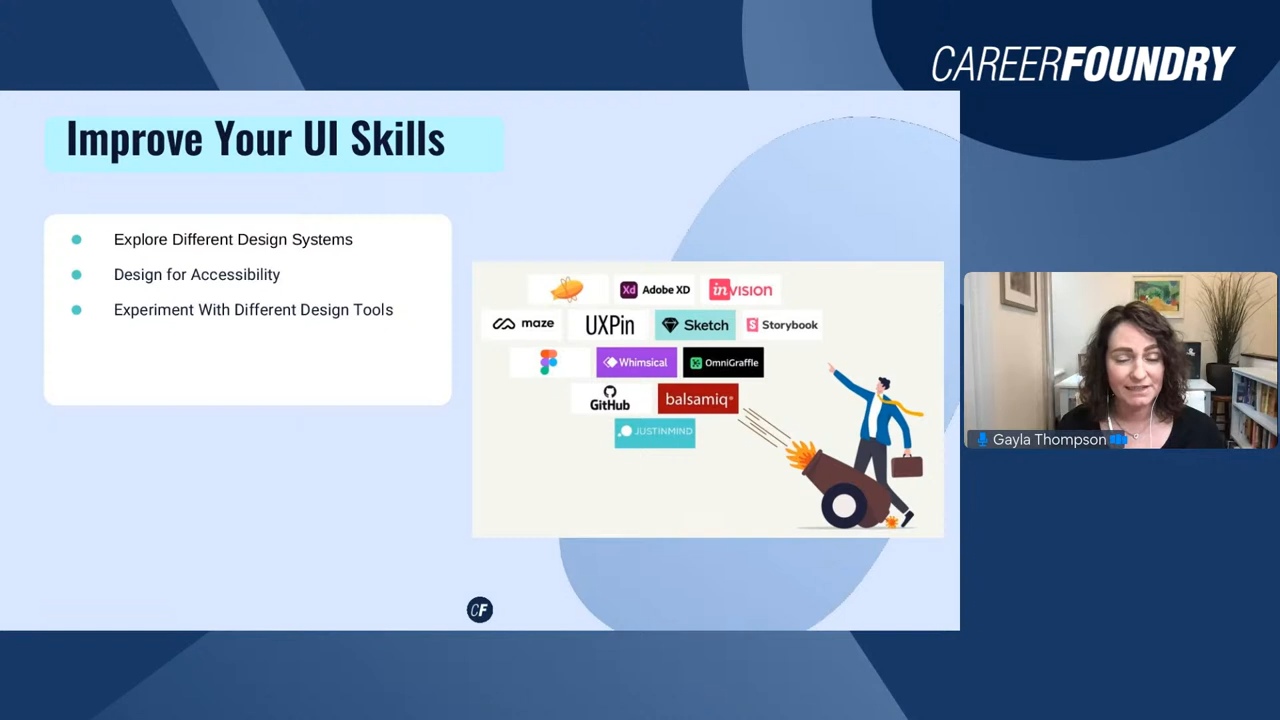 CAREERFOUNDRY
Improve Your UI Skills
Explore Different Design Systems
Design for Accessibility
Experiment With Different Design Tools
Xd Adobe XD
inVISION
maze
UXPin
Sketch
S Storybook
Whimsical
OmniGraffle
GitHub
balsamiq®
JUSTINMIND
Gayla Thompson
CF